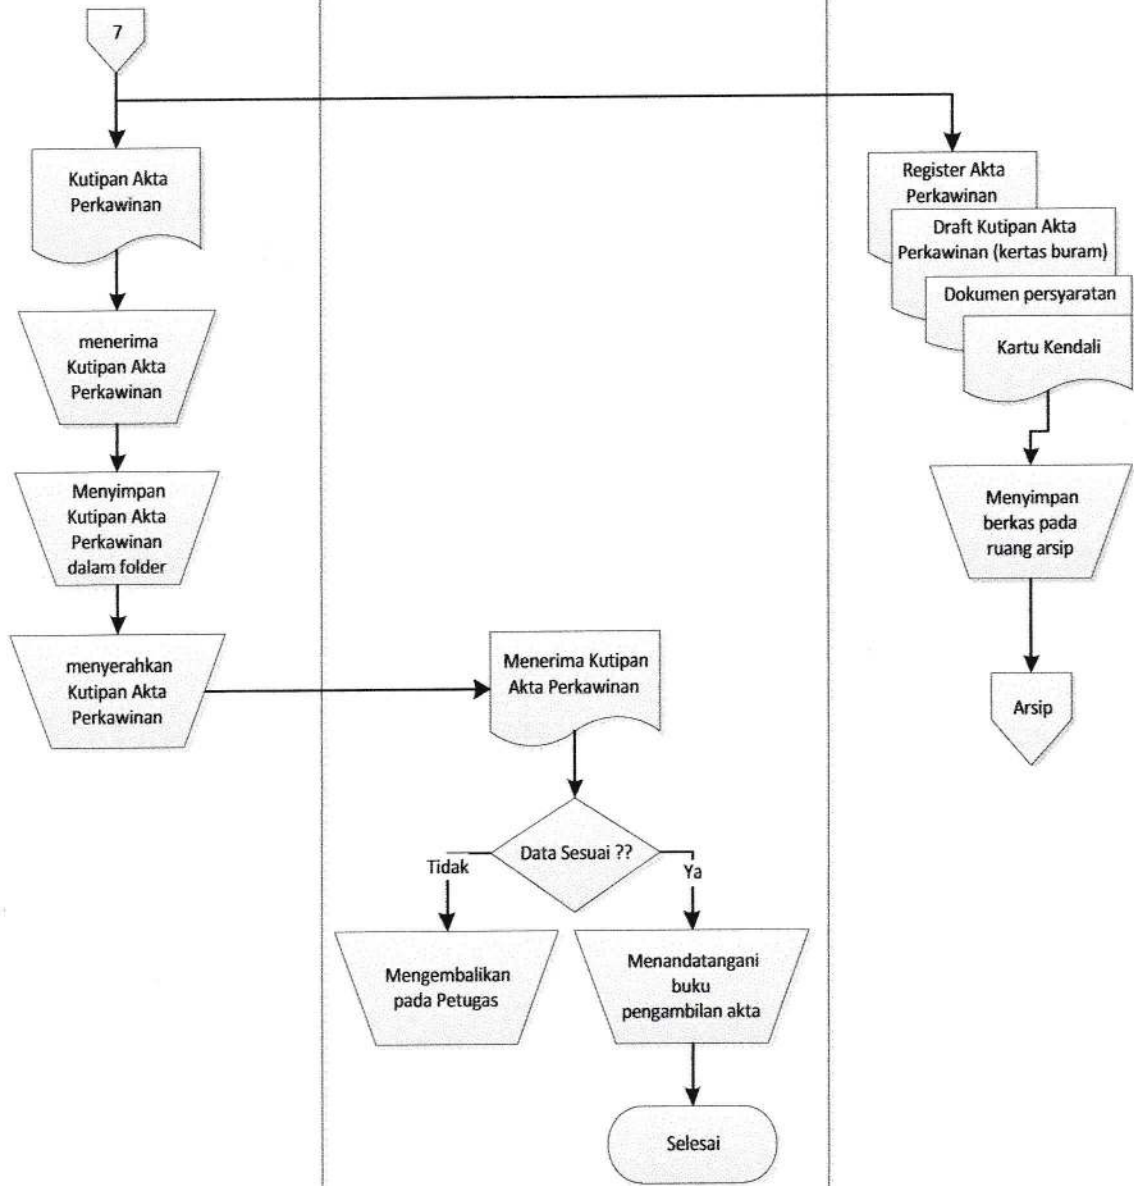 7
Kutipan Akta
Perkawinan
menerima
Kutipan Akta
Perkawinan
Menyimpan
Kutipan Akta
Perkawinan
dalam folder
menyerahkan
Kutipan Akta
Perkawinan
Menerima Kutipan
Akta Perkawinan
Data Sesuai ??
Tidak
Ya
Mengembalikan
pada Petugas
Menandatangani
buku
pengambilan akta
Selesai
Register Akta
Perkawinan
Draft Kutipan Akta
Perkawinan (kertas buram)
Dokumen persyaratan
Kartu Kendali
Menyimpan
berkas pada
ruang arsip
Arsip